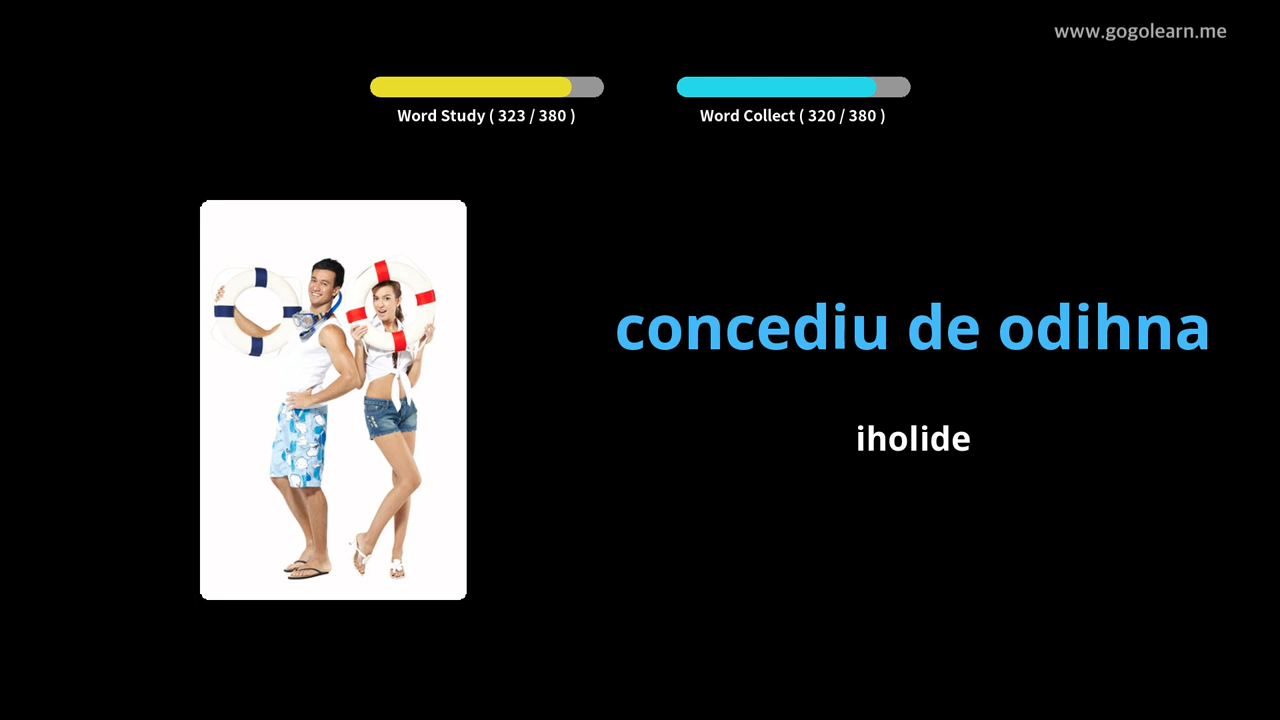 www.gogolearn.me
Word Study ( 323 / 380 )
Word Collect ( 320 / 380 )
concediu de odihna
iholide